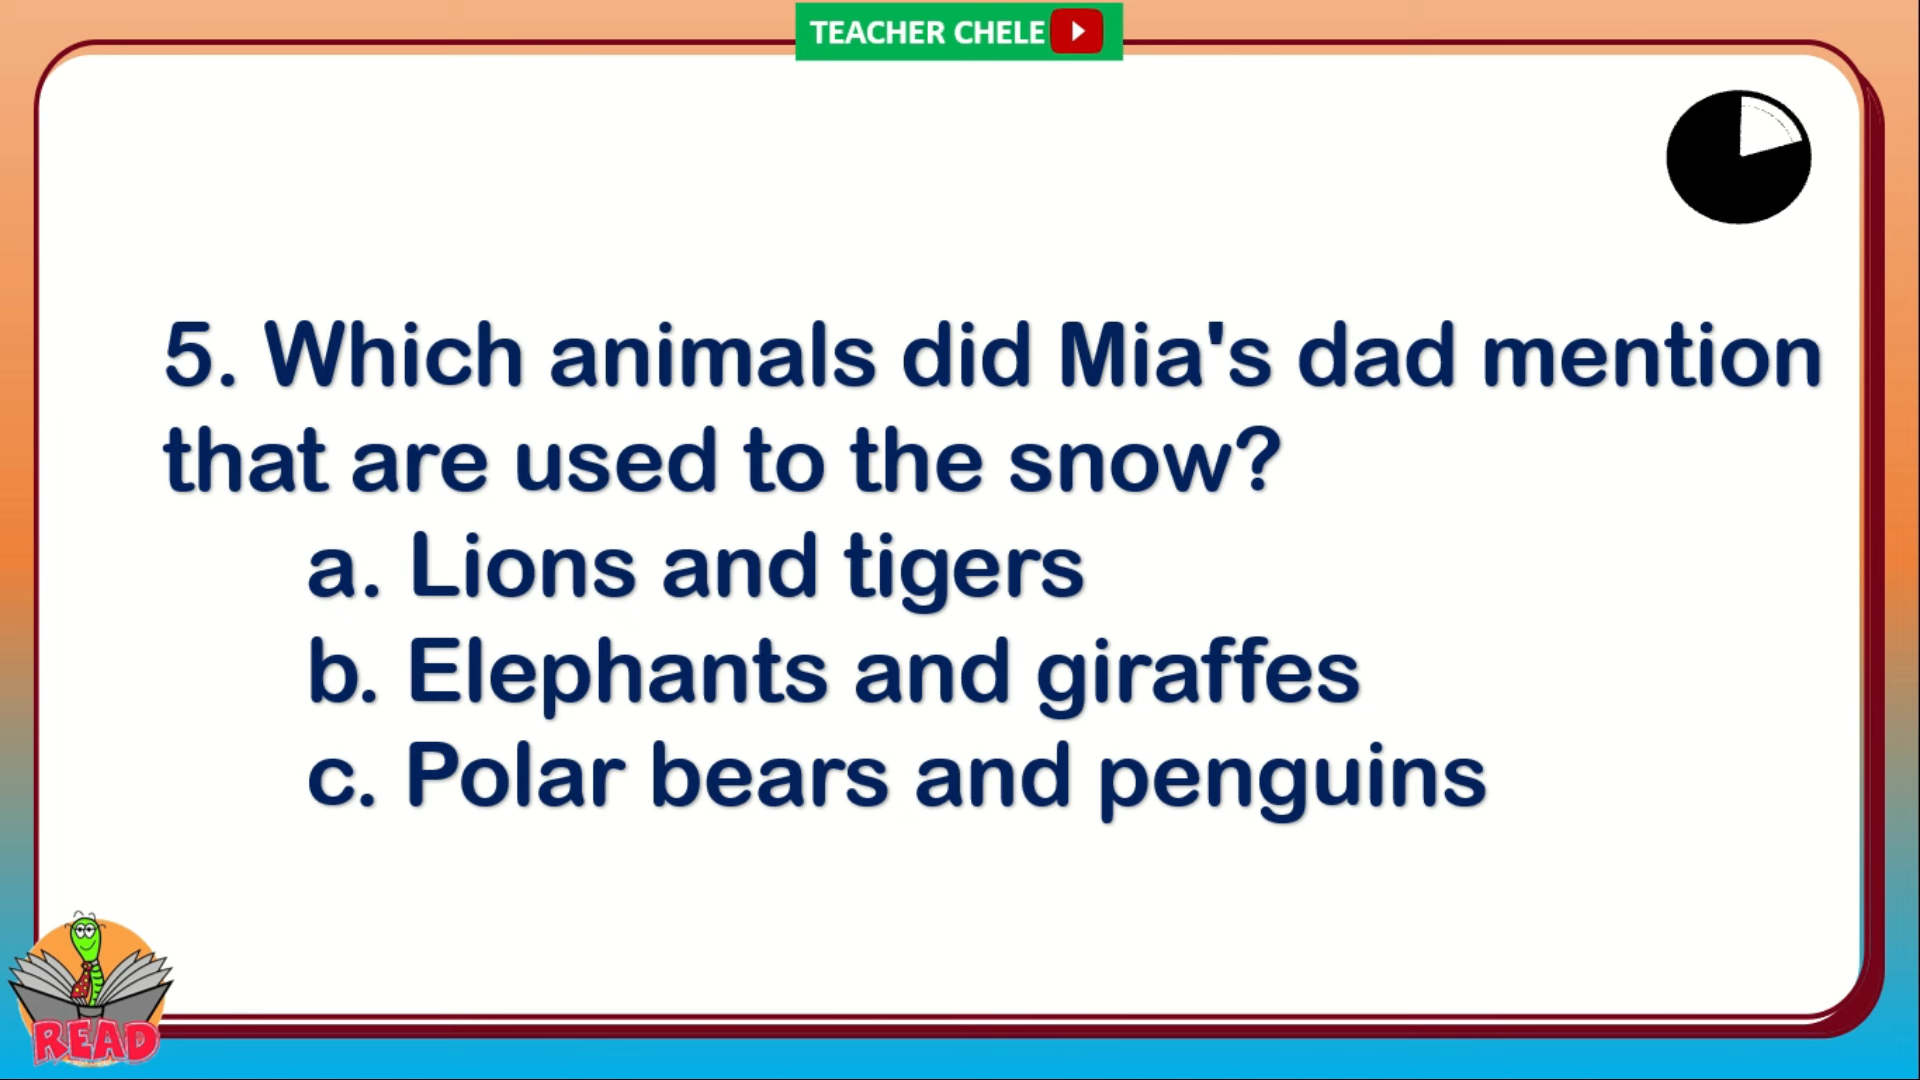 TEACHER CHELE
5. Which animals did Mia's dad mention
that are used to the snow?
a. Lions and tigers
b. Elephants and giraffes
c. Polar bears and penguins
READ